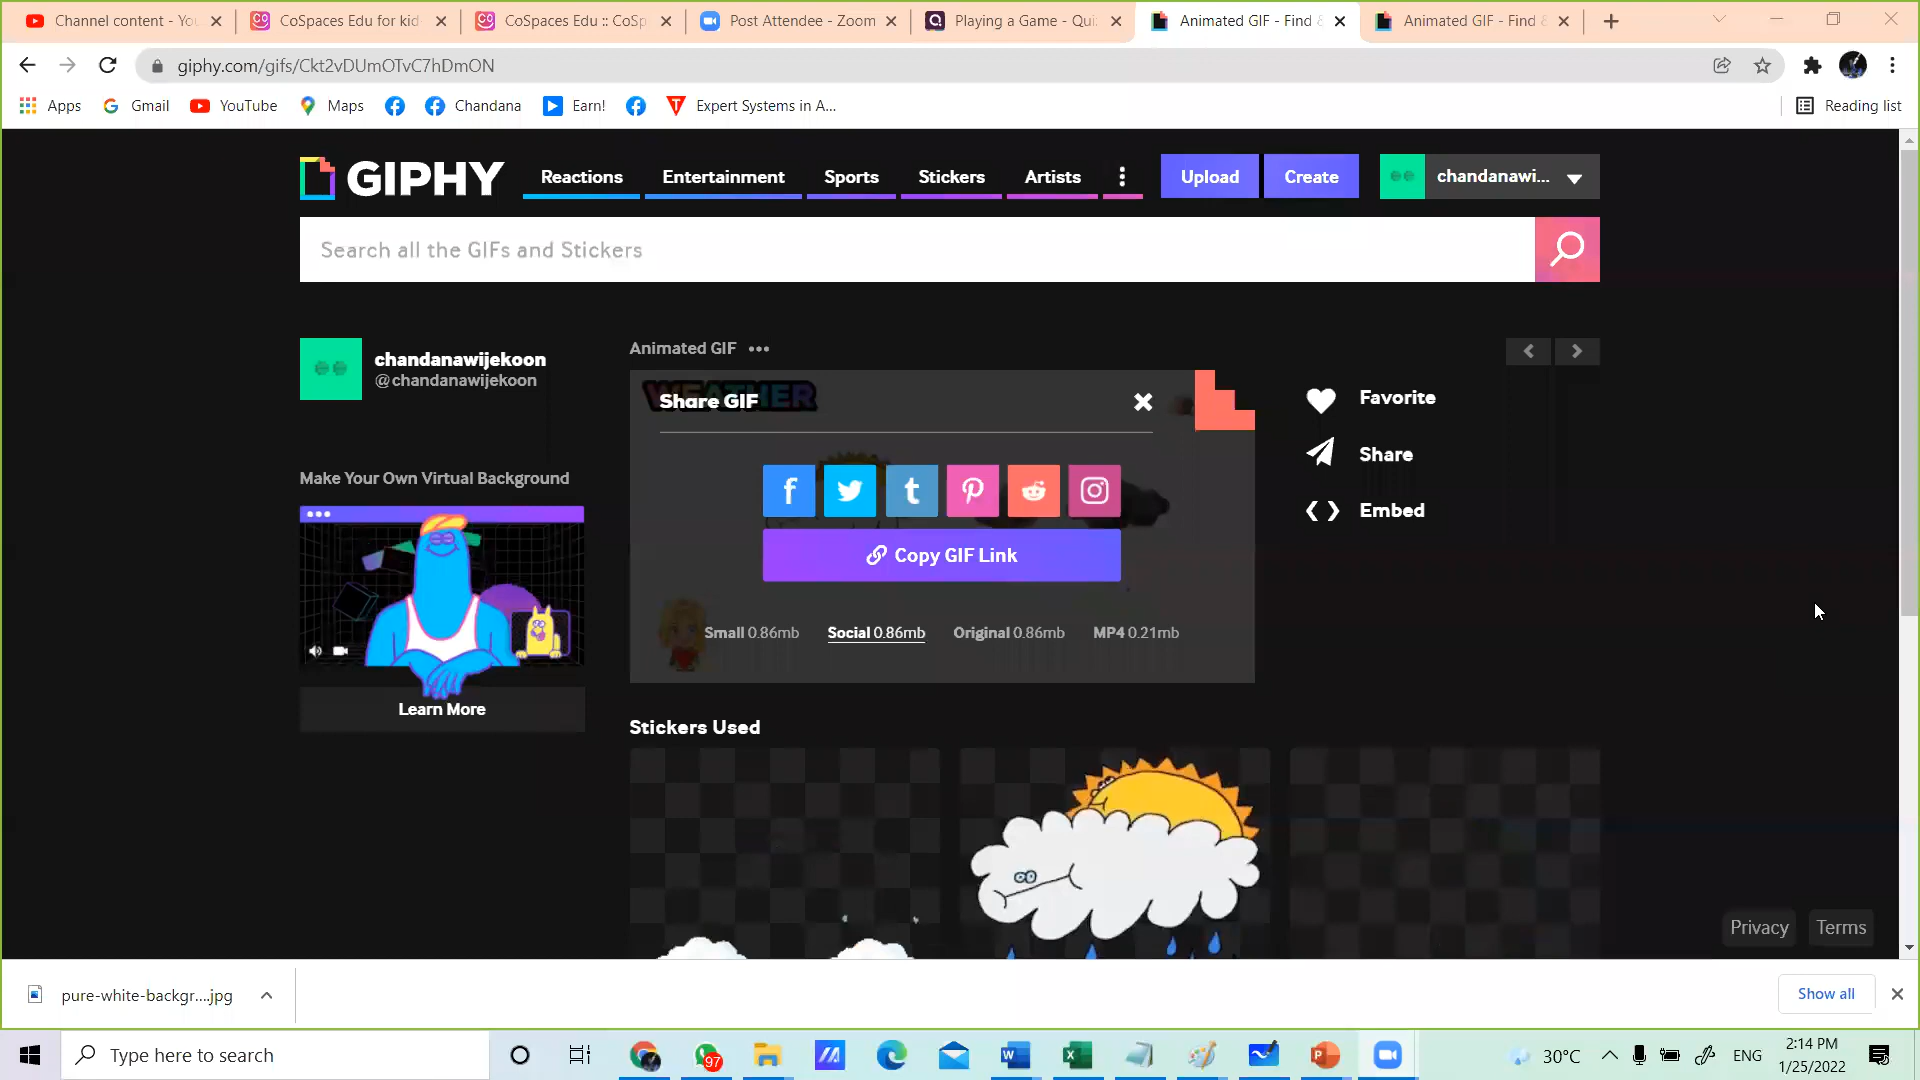 Channel content - You
CoSpaces Edu for kid
CoSpaces Edu :: CoSp
Post Attendee - Zoom
Playing a Game - Qui
Animated GIF - Find &
Animated GIF - Find &
giphy.com/gifs/Ckt2vDUmOTvC7hDmON
Apps
Gmail
YouTube
Maps
Chandana
Earn!
Expert Systems in A...
Reading list
GIPHY
Reactions
Entertainment
Sports
Stickers
Artists
Upload
Create
chandanawi...
Search all the GIFs and Stickers
chandanawijekoon
@chandanawijekoon
Animated GIF
WEATHER
Share GIF
Favorite
Share
Embed
Make Your Own Virtual Background
Copy GIF Link
Small 0.86mb
Social 0.86mb
Original 0.86mb
MP4 0.21mb
Learn More
Stickers Used
Privacy
Terms
pure-white-backgr....jpg
Show all
Type here to search
97
30°C
ENG
2:14 PM
1/25/2022